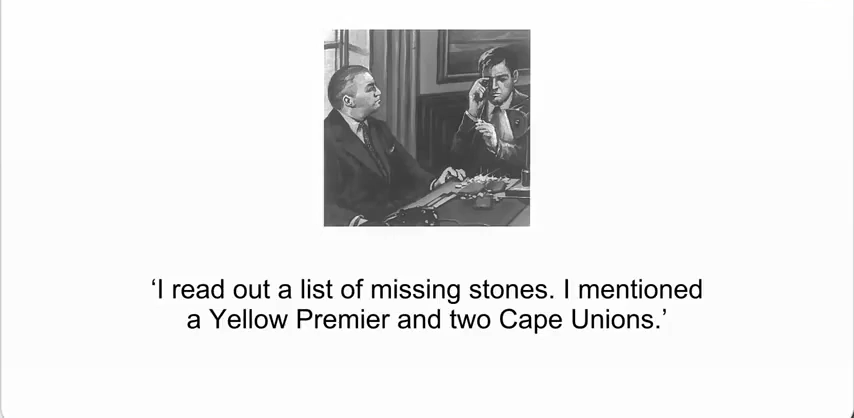 ‘I read out a list of missing stones. I mentioned
a Yellow Premier and two Cape Unions.’